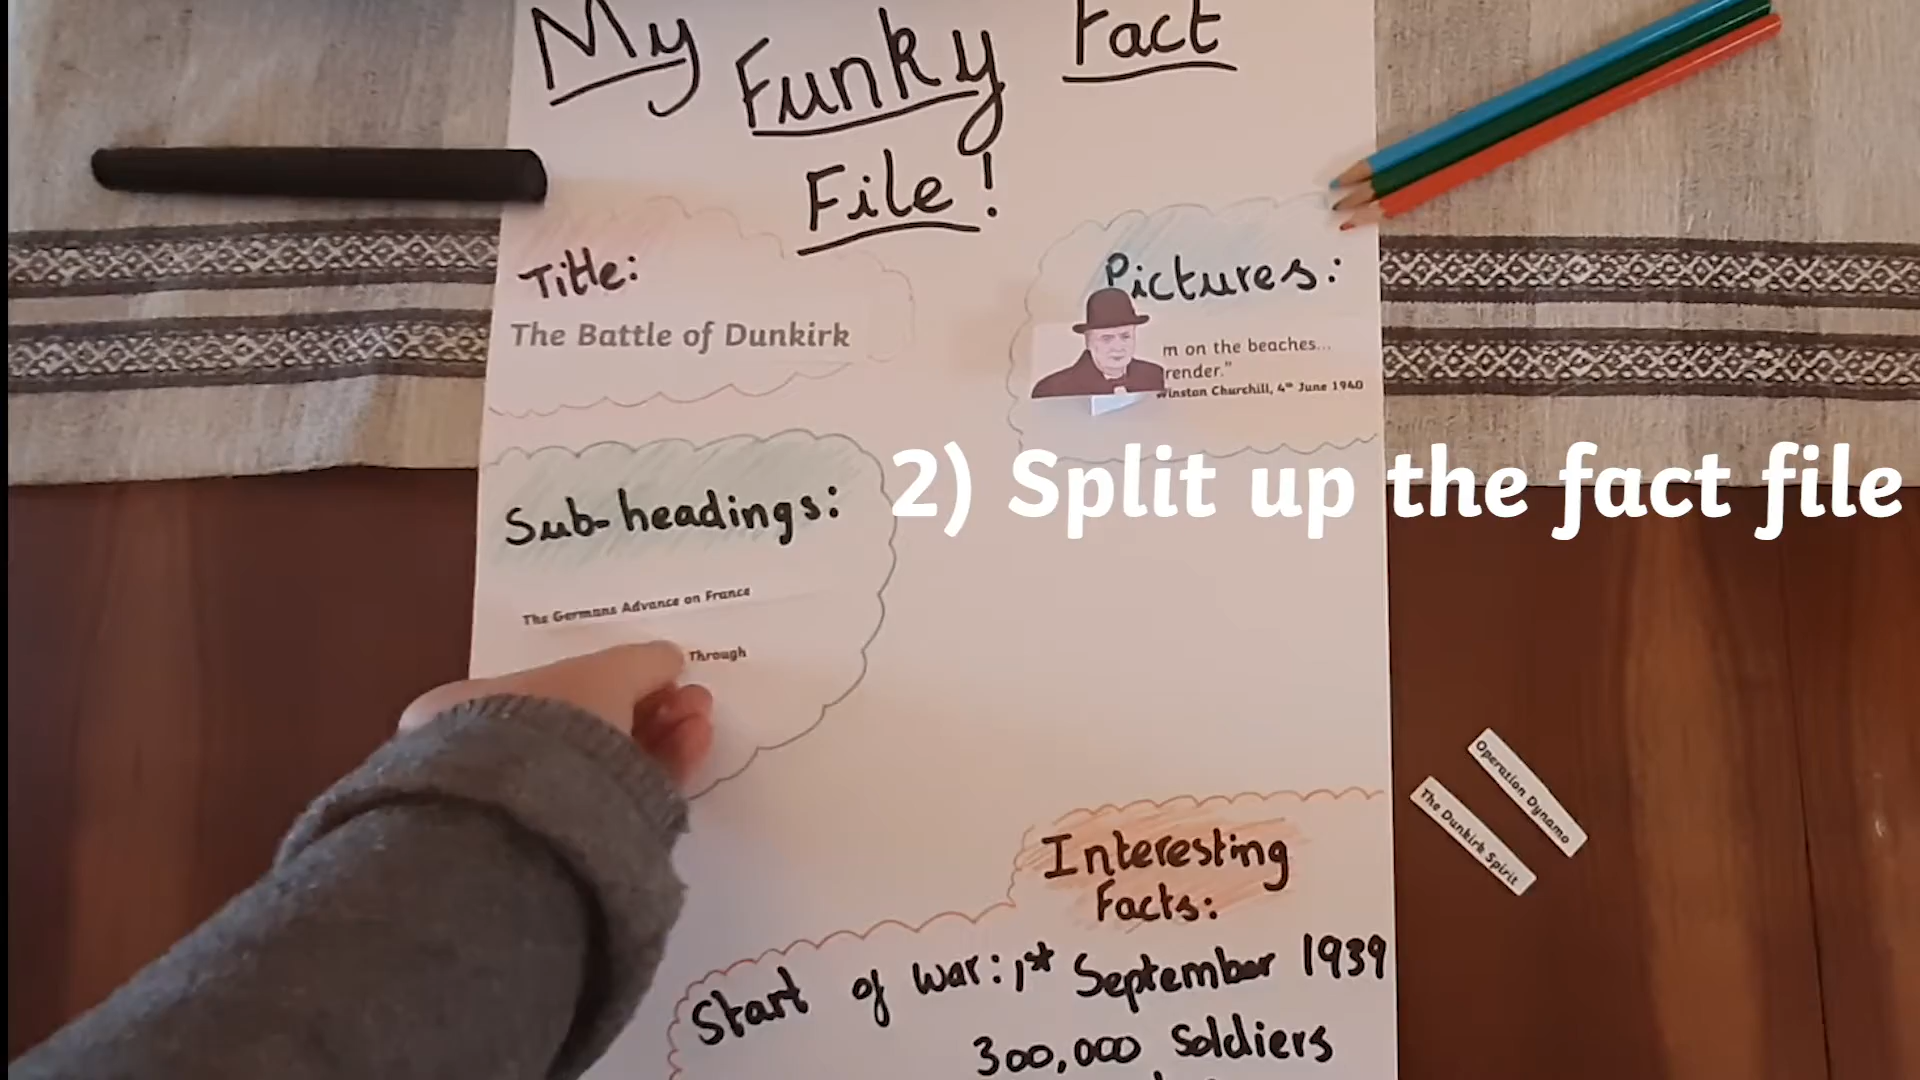 My Funky Fact
File!
Title:
The Battle of Dunkirk
Pictures:
m on the beaches...
render."
Winston Churchill, 4th June 1940
2) Split up the fact file
Sub-headings:
The Germans Advance on France
Through
Operation Dynamo
The Dunkirk Spirit
Interesting
Facts:
Start of war: 1st September 1939
300,000 Soldiers